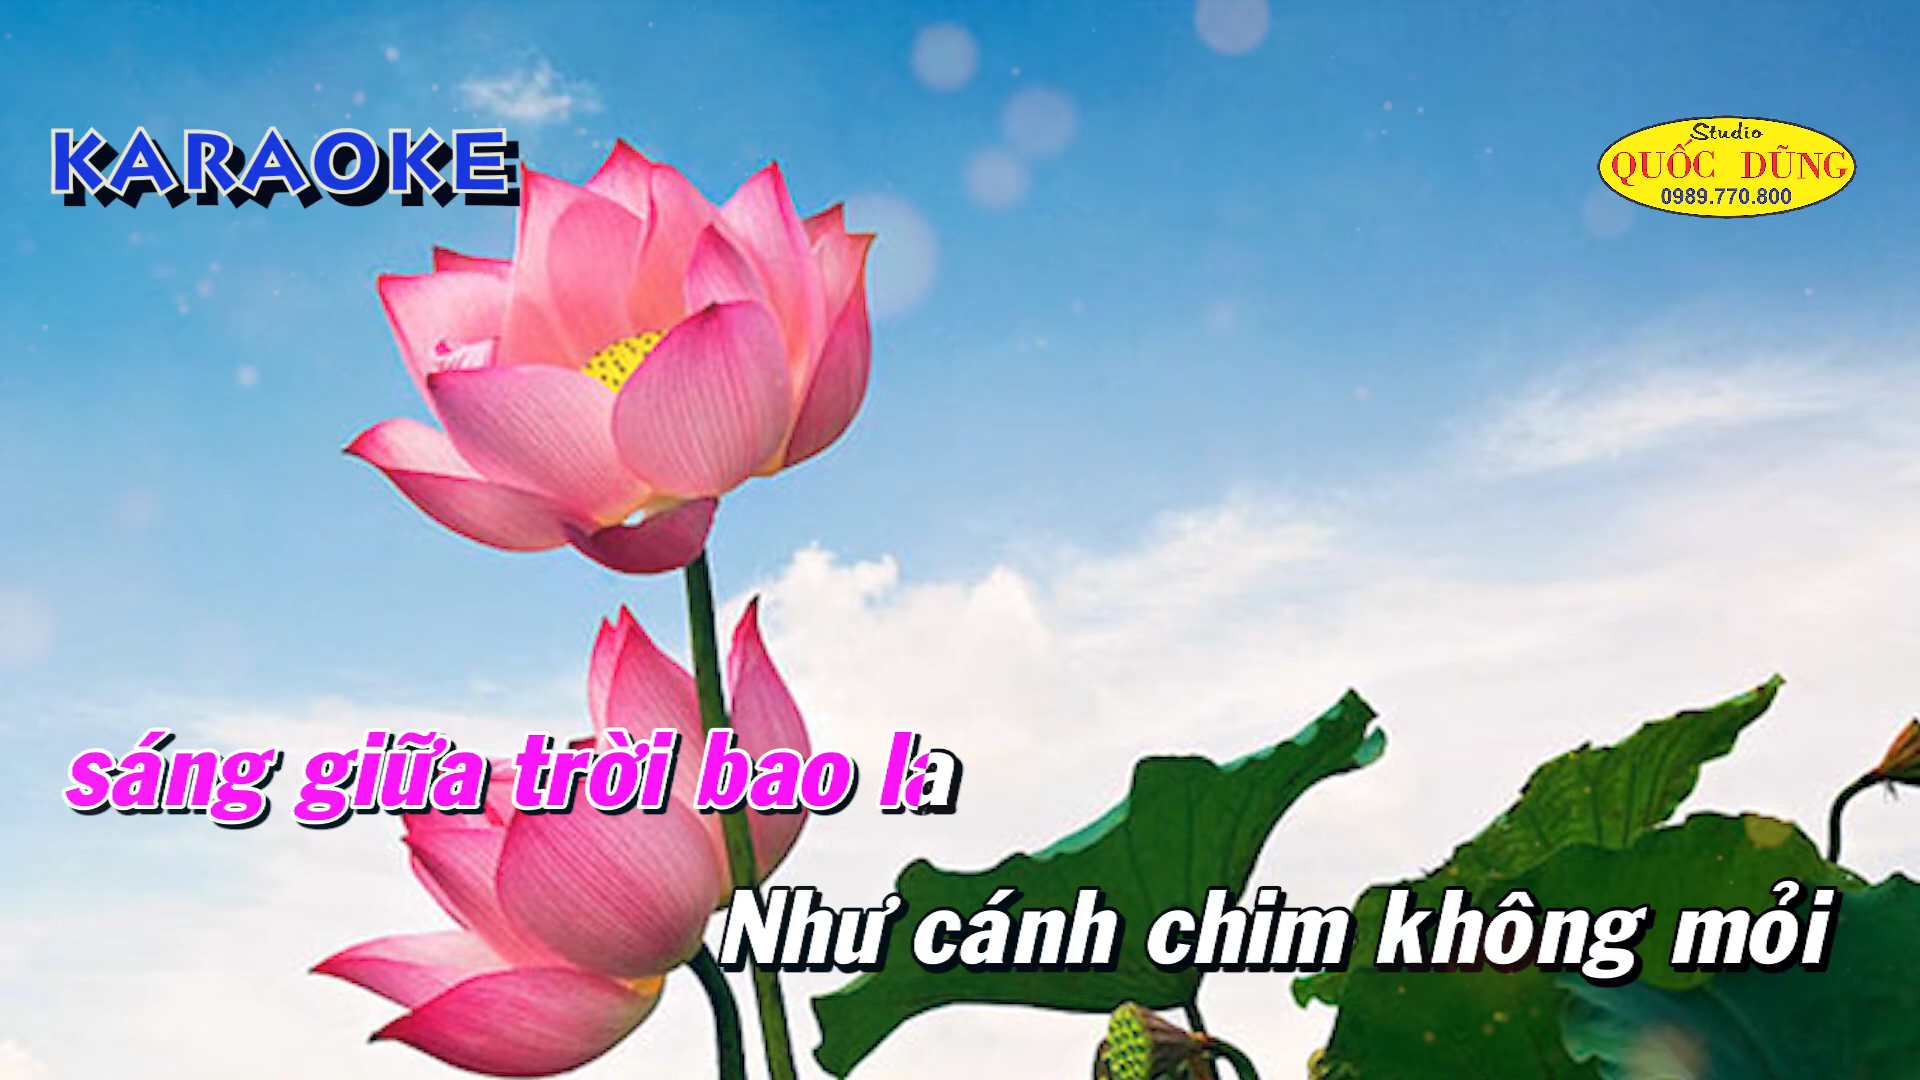 KARAOKE
Studio
QUỐC DŨNG
0989.770.800
sáng giữa trời bao la
Như cánh chim không mỏi